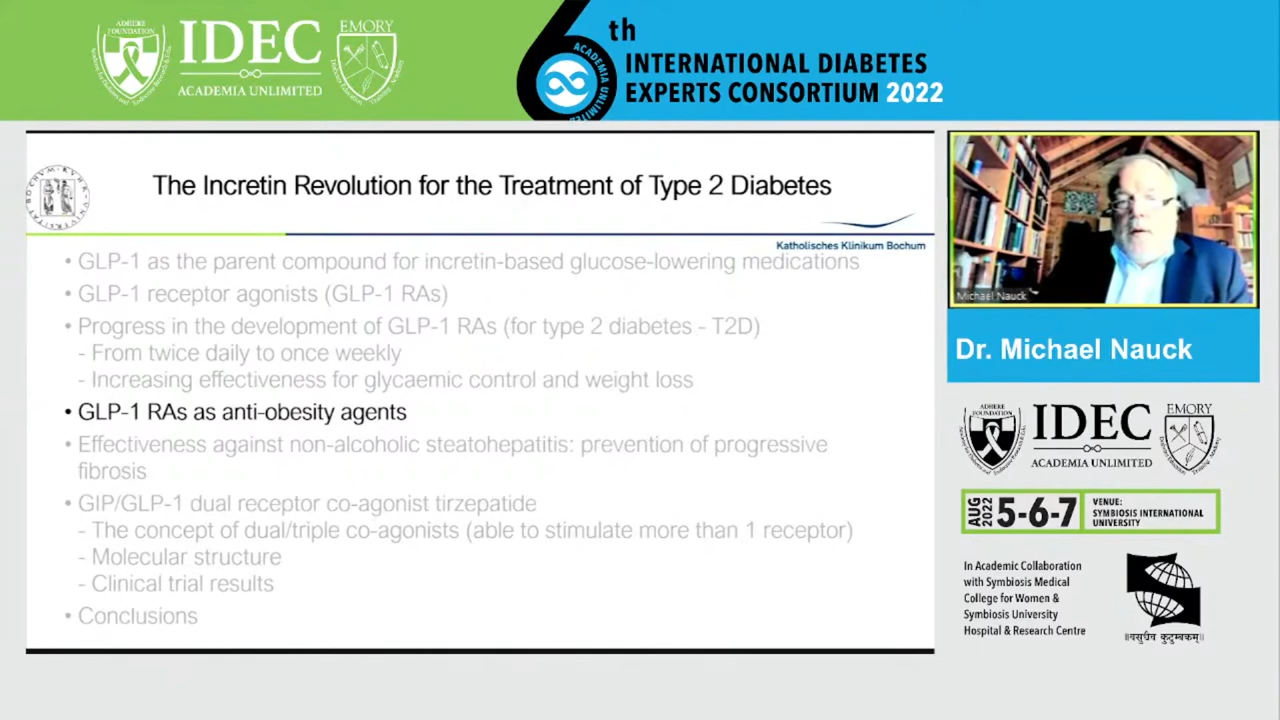 ADHERE
FOUNDATION
IDEC
ACADEMIA UNLIMITED
EMORY
6th
ACADEMIA UNLIMITED
INTERNATIONAL DIABETES
EXPERTS CONSORTIUM 2022
The Incretin Revolution for the Treatment of Type 2 Diabetes
Katholisches Klinikum Bochum
• GLP-1 as the parent compound for incretin-based glucose-lowering medications
• GLP-1 receptor agonists (GLP-1 RAs)
• Progress in the development of GLP-1 RAs (for type 2 diabetes - T2D)
- From twice daily to once weekly
- Increasing effectiveness for glycaemic control and weight loss
• GLP-1 RAs as anti-obesity agents
• Effectiveness against non-alcoholic steatohepatitis: prevention of progressive
fibrosis
• GIP/GLP-1 dual receptor co-agonist tirzepatide
- The concept of dual/triple co-agonists (able to stimulate more than 1 receptor)
- Molecular structure
- Clinical trial results
• Conclusions
Michael Nauck
Dr. Michael Nauck
ADHERE
FOUNDATION
IDEC
ACADEMIA UNLIMITED
EMORY
AUG
2022
5-6-7
VENUE:
SYMBIOSIS INTERNATIONAL
UNIVERSITY
In Academic Collaboration
with Symbiosis Medical
College for Women &
Symbiosis University
Hospital & Research Centre
॥वसुधैव कुटुम्बकम्॥